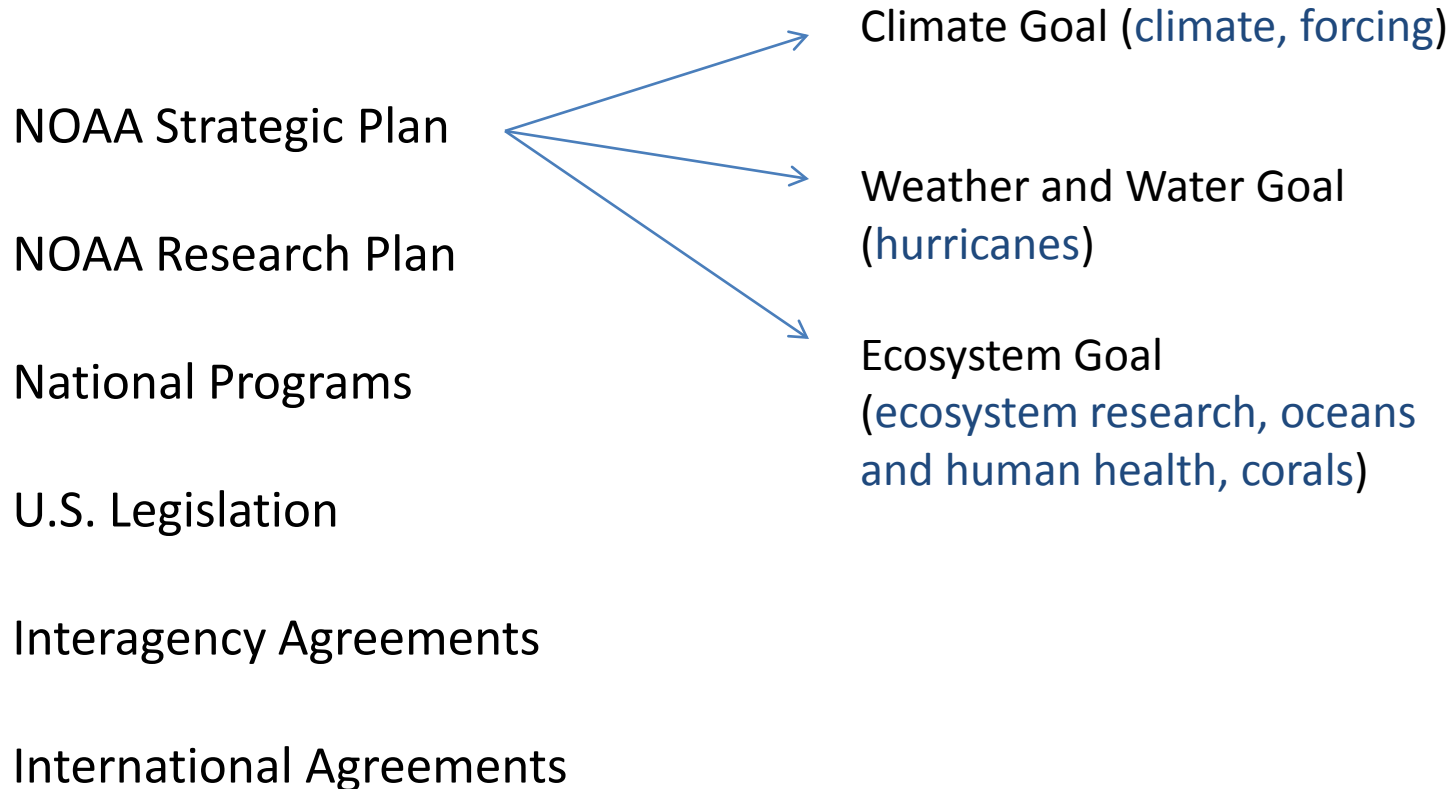 NOAA Strategic Plan
NOAA Research Plan
National Programs
U.S. Legislation
Interagency Agreements
International Agreements
Climate Goal (climate, forcing)
Weather and Water Goal
(hurricanes)
Ecosystem Goal
(ecosystem research, oceans
and human health, corals)